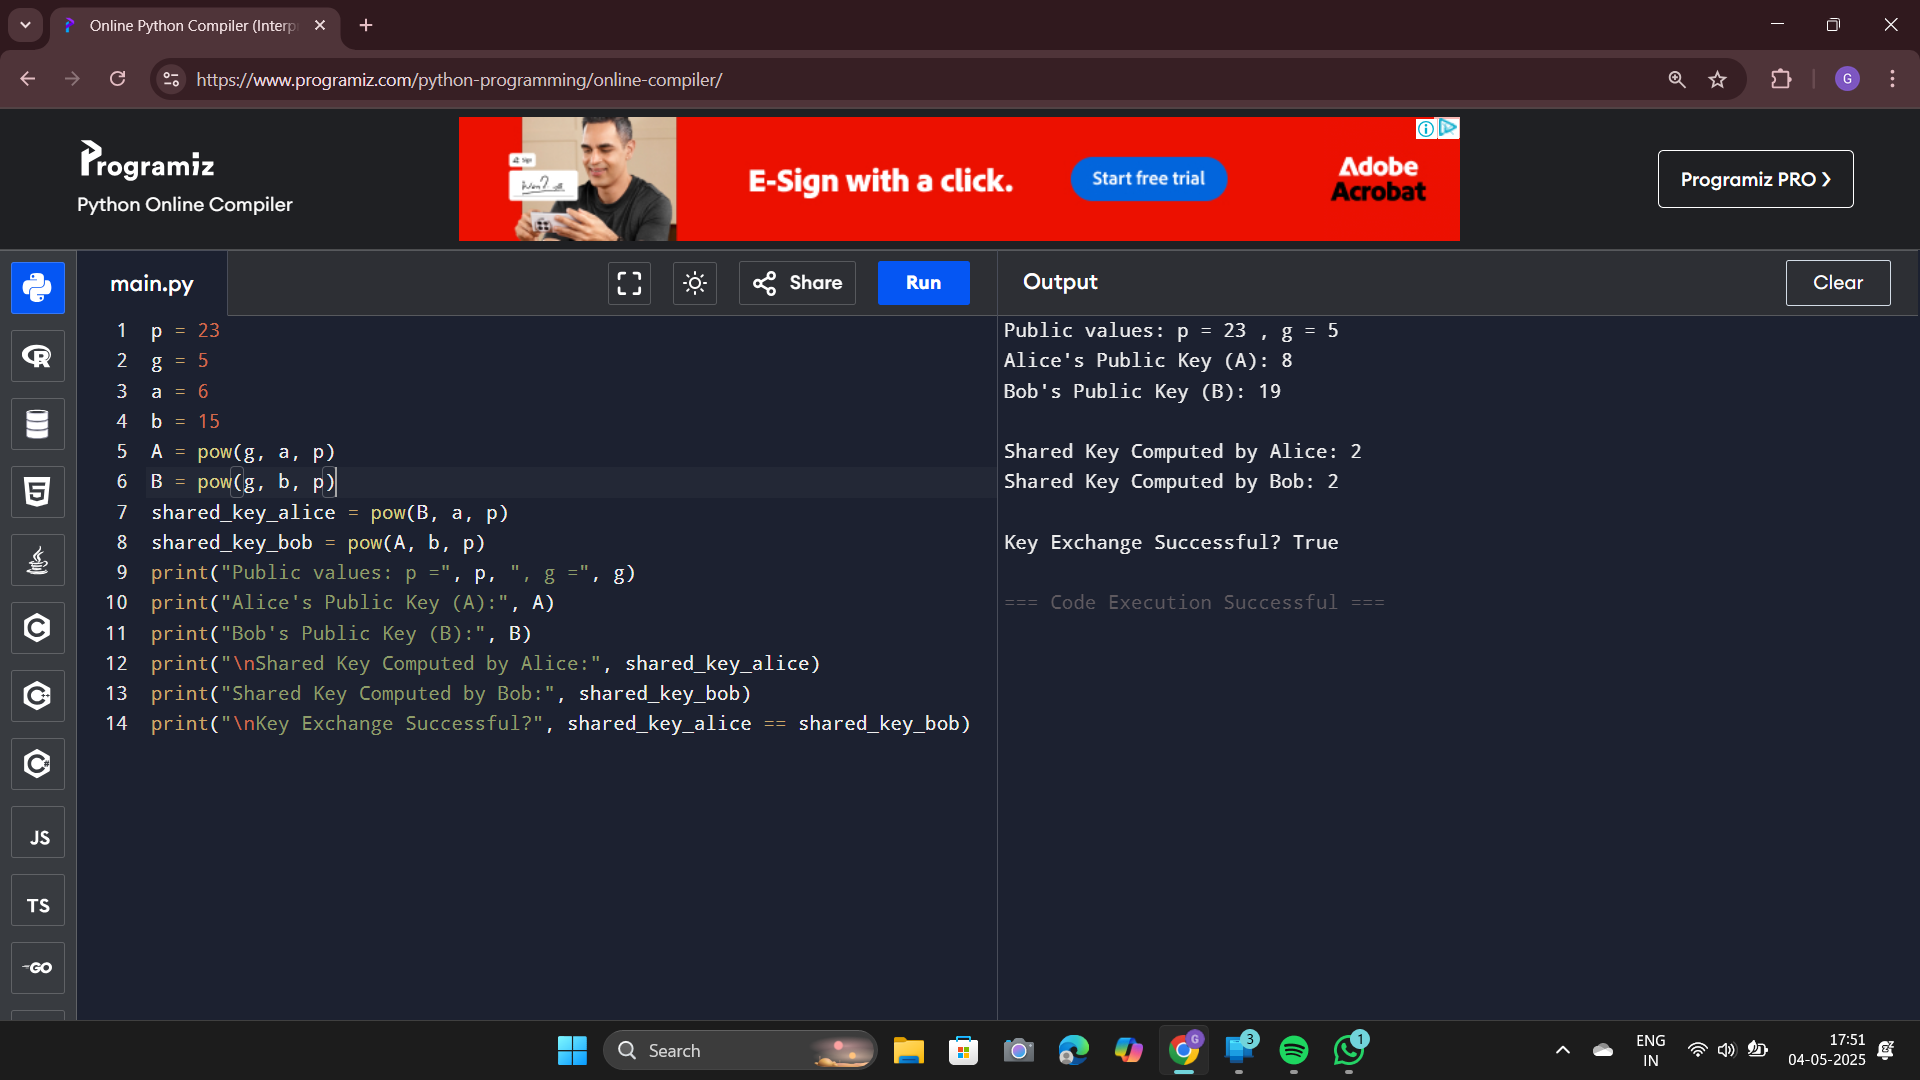 Online Python Compiler (Interp
https://www.programiz.com/python-programming/online-compiler/
G
Programiz
Python Online Compiler
Sign
E-Sign with a click.
Start free trial
Adobe
Acrobat
Programiz PRO ❯
main.py
Share
Run
Output
Clear
1 p = 23
2 g = 5
3 a = 6
4 b = 15
5 A = pow(g, a, p)
6 B = pow(g, b, p)
7 shared_key_alice = pow(B, a, p)
8 shared_key_bob = pow(A, b, p)
9 print("Public values: p =", p, ", g =", g)
10 print("Alice's Public Key (A):", A)
11 print("Bob's Public Key (B):", B)
12 print("\nShared Key Computed by Alice:", shared_key_alice)
13 print("Shared Key Computed by Bob:", shared_key_bob)
14 print("\nKey Exchange Successful?", shared_key_alice == shared_key_bob)
Public values: p = 23 , g = 5
Alice's Public Key (A): 8
Bob's Public Key (B): 19
Shared Key Computed by Alice: 2
Shared Key Computed by Bob: 2
Key Exchange Successful? True
=== Code Execution Successful ===
R
5
C
C++
C#
JS
TS
GO
Search
G
3
1
ENG
IN
17:51
04-05-2025